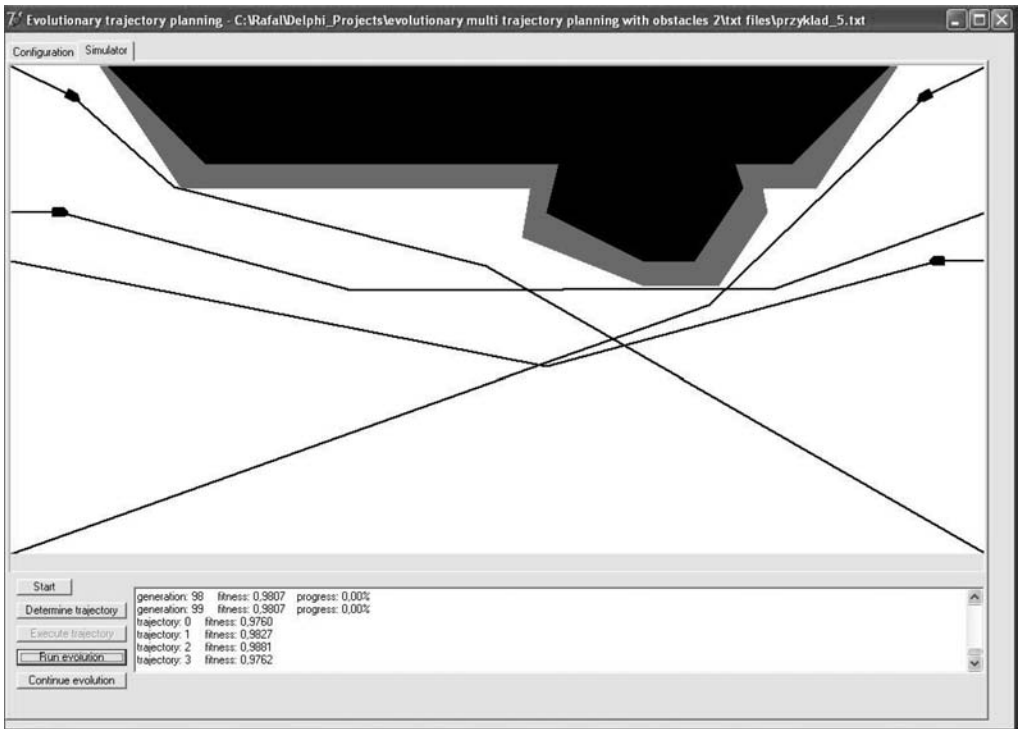 Evolutionary trajectory planning - C:\Rafal\Delphi_Projects\evolutionary multi trajectory planning with obstacles 2\txt files\przyklad_5.txt
Configuration Simulator
Start
Determine trajectory
Execute trajectory
Run evolution
Continue evolution
generation: 98 fitness: 0,9807 progress: 0,00%
generation: 99 fitness: 0,9807 progress: 0,00%
trajectory: 0 fitness: 0,9760
trajectory: 1 fitness: 0,9827
trajectory: 2 fitness: 0,9881
trajectory: 3 fitness: 0,9762